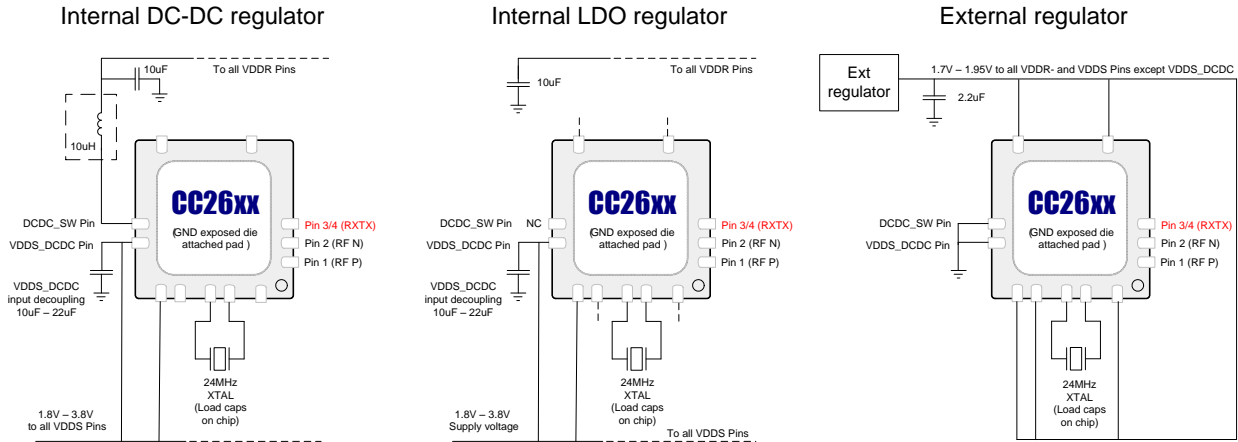 Internal DC-DC regulator
10uF
To all VDDR Pins
10uH
CC26xx
(GND exposed die
attached pad )
DCDC_SW Pin
VDDS_DCDC Pin
Pin 3/4 (RXTX)
Pin 2 (RF N)
Pin 1 (RF P)
VDDS_DCDC
input decoupling
10uF – 22uF
24MHz
XTAL
(Load caps
on chip)
1.8V – 3.8V
to all VDDS Pins
Internal LDO regulator
10uF
To all VDDR Pins
CC26xx
(GND exposed die
attached pad )
DCDC_SW Pin
NC
VDDS_DCDC Pin
Pin 3/4 (RXTX)
Pin 2 (RF N)
Pin 1 (RF P)
VDDS_DCDC
input decoupling
10uF – 22uF
24MHz
XTAL
(Load caps
on chip)
1.8V – 3.8V
Supply voltage
To all VDDS Pins
External regulator
Ext
regulator
1.7V – 1.95V to all VDDR- and VDDS Pins except VDDS_DCDC
2.2uF
CC26xx
(GND exposed die
attached pad )
DCDC_SW Pin
VDDS_DCDC Pin
Pin 3/4 (RXTX)
Pin 2 (RF N)
Pin 1 (RF P)
24MHz
XTAL
(Load caps
on chip)